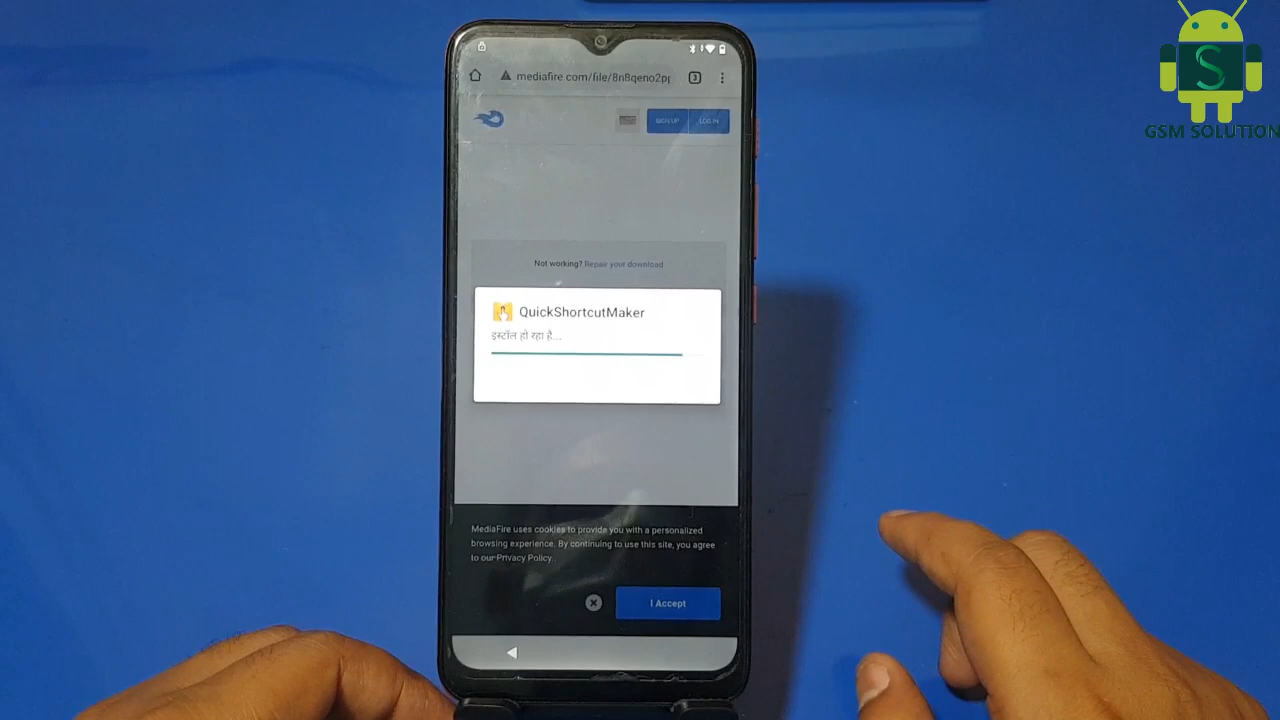 mediafire.com/file/8n8qeno2p
3
SIGN UP
LOG IN
Not working? Repair your download
QuickShortcutMaker
इंस्टॉल हो रहा है...
MediaFire uses cookies to provide you with a personalized
browsing experience. By continuing to use this site, you agree
to our Privacy Policy.
I Accept
S
GSM SOLUTION